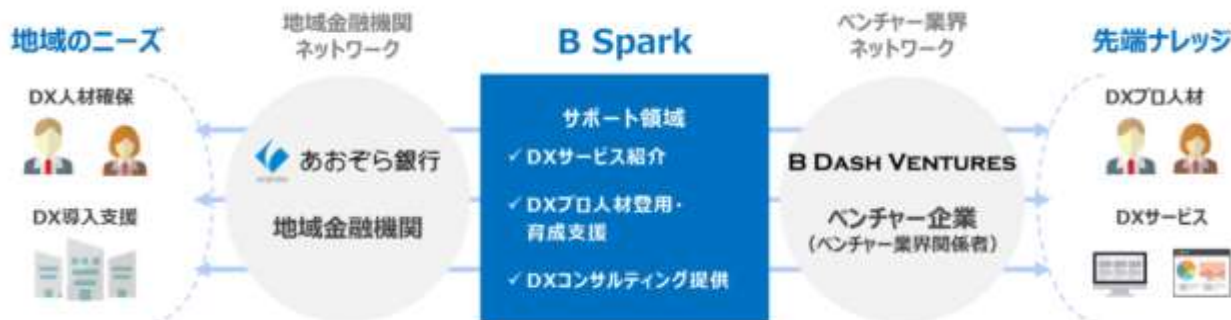 地域のニーズ
DX人材確保
DX導入支援
地域金融機関
ネットワーク
あおぞら銀行
地域金融機関
B Spark
サポート領域
✓ DXサービス紹介
✓ DXプロ人材登用・
育成支援
✓ DXコンサルティング提供
ベンチャー業界
ネットワーク
B DASH VENTURES
ベンチャー企業
(ベンチャー業界関係者)
先端ナレッジ
DXプロ人材
DXサービス